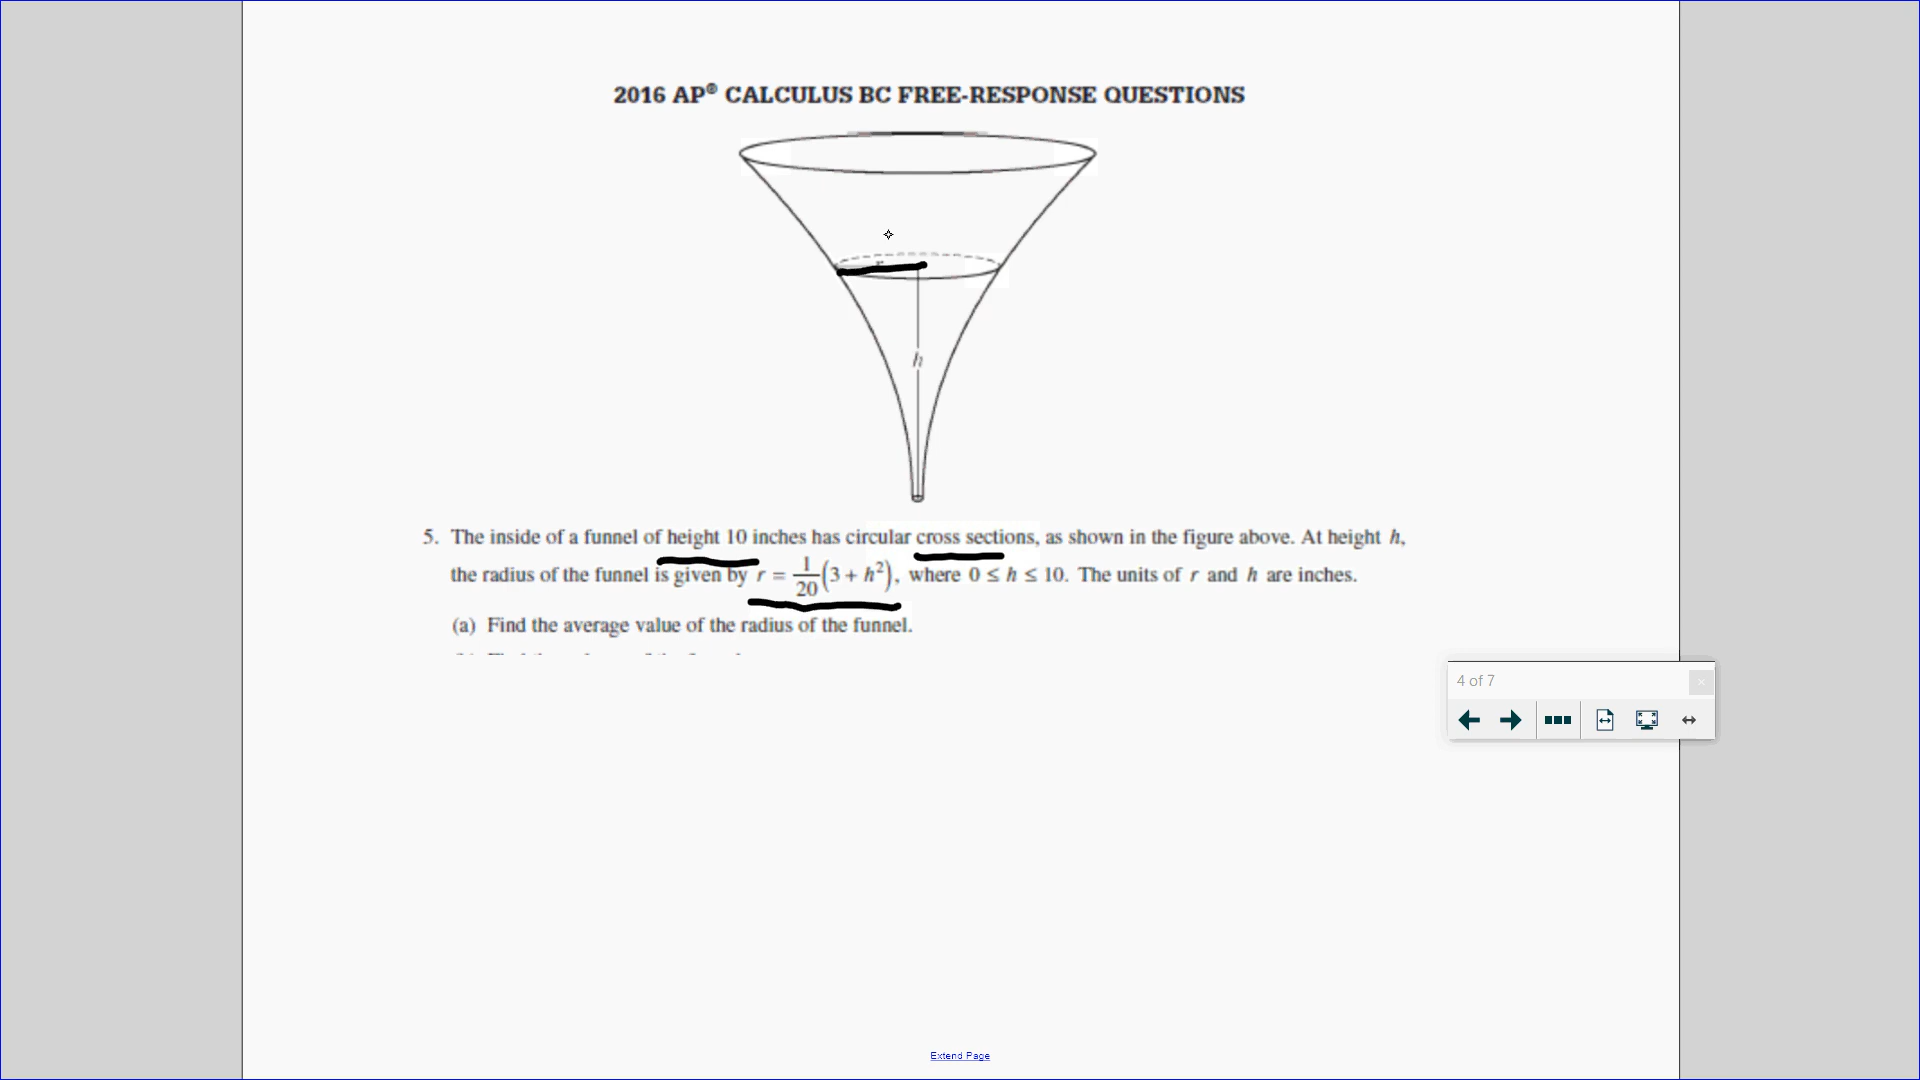 2016 AP® CALCULUS BC FREE-RESPONSE QUESTIONS
r
h
5. The inside of a funnel of height 10 inches has circular cross sections, as shown in the figure above. At height h,
the radius of the funnel is given by r = 1/20 (3 + h²), where 0 ≤ h ≤ 10. The units of r and h are inches.
(a) Find the average value of the radius of the funnel.
4 of 7
Extend Page